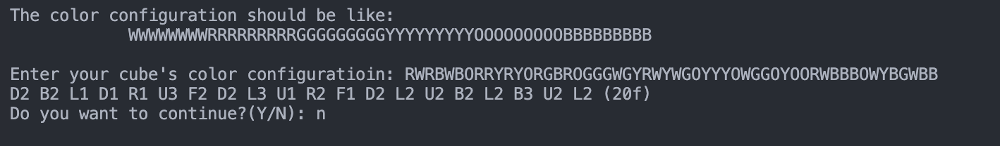 The color configuration should be like:
WWWWWWWWWRRRRRRRRRGGGGGGGGGYYYYYYYYYOOOOOOOOOBBBBBBBBB
Enter your cube's color configuratioin: RWRBWBORRYRYORGBROGGGWGYRWYWGOYYYOWGGOYOORWBBBOWYBGWBB
D2 B2 L1 D1 R1 U3 F2 D2 L3 U1 R2 F1 D2 L2 U2 B2 L2 B3 U2 L2 (20f)
Do you want to continue?(Y/N): n